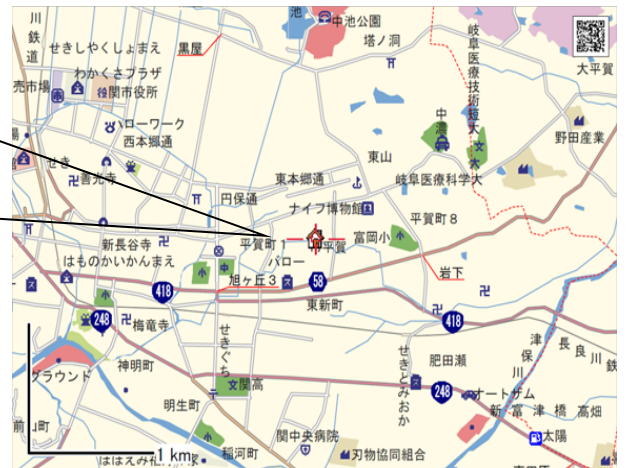 川
鉄
道
せきしやくしょまえ
わかくさプラザ
売市場
関市役所
黒屋
池
中池公園
塔ノ洞
岐阜医療技術短大
大平賀
ハローワーク
西本郷通
中濃
野田産業
せき
善光寺
東山
東本郷通
岐阜医療科学大
円保通
ナイフ博物館
平賀町8
新長谷寺
はものかいかんまえ
平賀町1
平賀
富岡小
バロー
旭ヶ丘3
58
岩下
418
東新町
248
梅竜寺
418
せきぐち
せきとみおか
肥田瀬
津保川
長良川鉄
グラウンド
神明町
関高
248
オートザム
明生町
新富津橋
高畑
前山町
関中央病院
太陽
1 km
稲河町
刃物協同組合